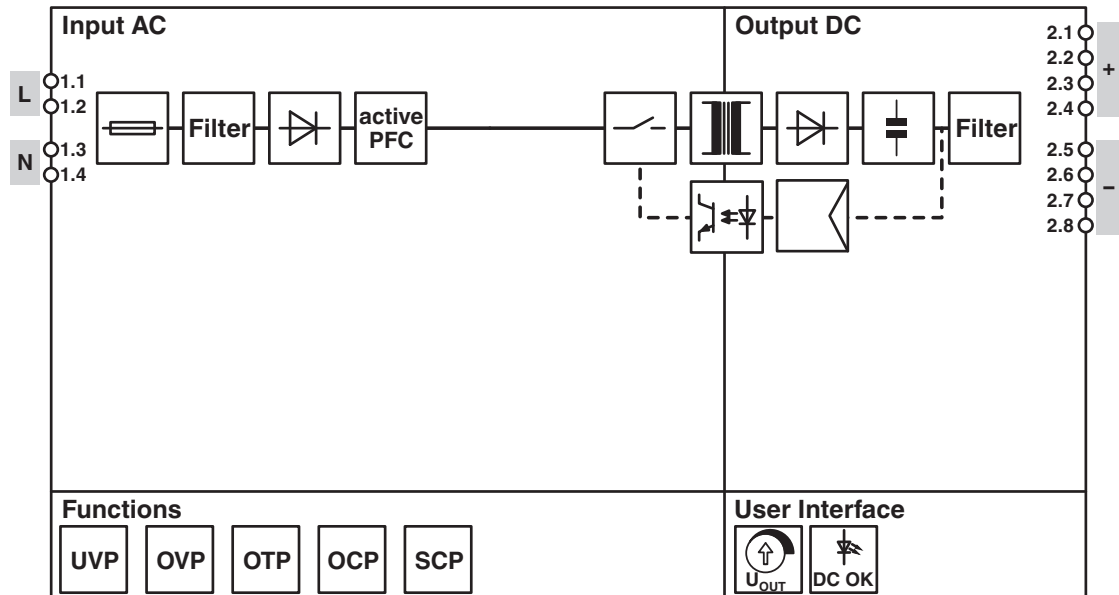 Input AC
Output DC
L
1.1
1.2
N
1.3
1.4
Filter
active
PFC
Filter
2.1
2.2
2.3
2.4
+
2.5
2.6
2.7
2.8
–
Functions
UVP
OVP
OTP
OCP
SCP
User Interface
UOUT
DC OK